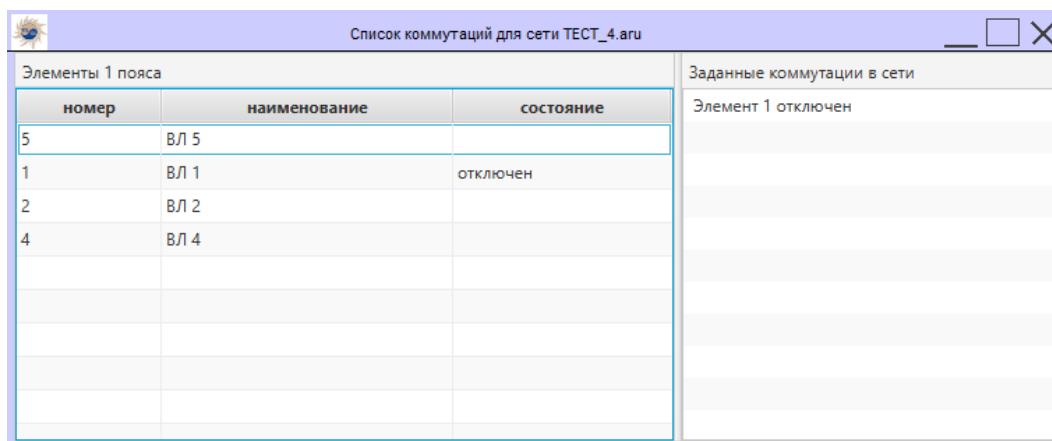 Список коммутаций для сети ТЕСТ_4.aru
Элементы 1 пояса
Заданные коммутации в сети
номер наименование состояние
Элемент 1 отключен
5 ВЛ 5
1 ВЛ 1 отключен
2 ВЛ 2
4 ВЛ 4